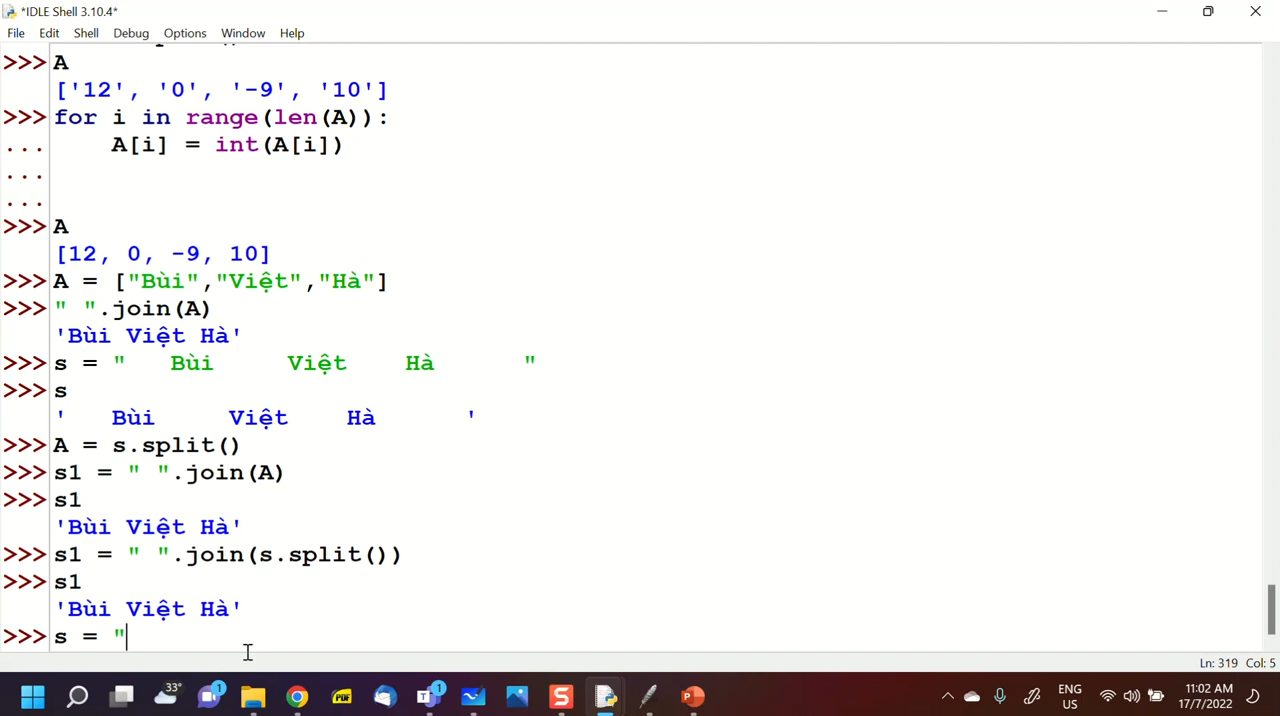 *IDLE Shell 3.10.4*
File Edit Shell Debug Options Window Help
>>> A
['12', '0', '-9', '10']
>>> for i in range(len(A)):
... A[i] = int(A[i])
...
...
>>> A
[12, 0, -9, 10]
>>> A = ["Bùi","Việt","Hà"]
>>> " ".join(A)
'Bùi Việt Hà'
>>> s = "   Bùi     Việt    Hà      "
>>> s
'   Bùi     Việt    Hà      '
>>> A = s.split()
>>> s1 = " ".join(A)
>>> s1
'Bùi Việt Hà'
>>> s1 = " ".join(s.split())
>>> s1
'Bùi Việt Hà'
>>> s = "
Ln: 319 Col: 5
33° 1 PDF 1 S P ENG 11:02 AM
US 17/7/2022